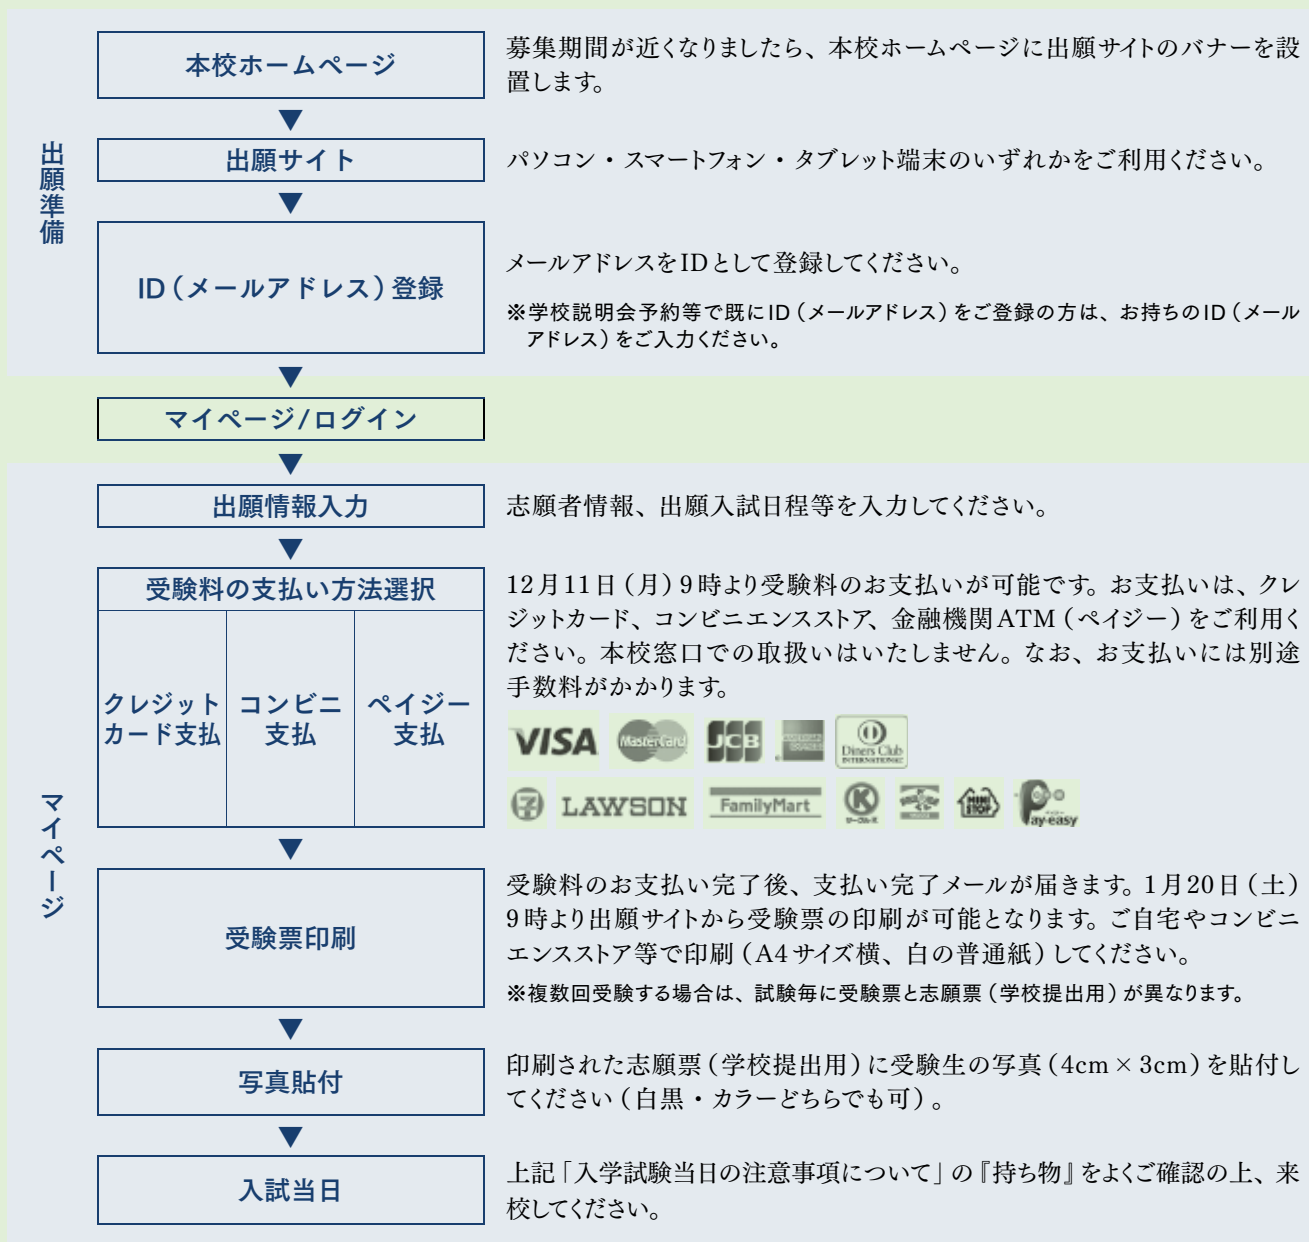 出願準備
本校ホームページ
募集期間が近くなりましたら、本校ホームページに出願サイトのバナーを設
置します。
▼
出願サイト
パソコン・スマートフォン・タブレット端末のいずれかをご利用ください。
▼
ID（メールアドレス）登録
メールアドレスをIDとして登録してください。
※学校説明会予約等で既にID（メールアドレス）をご登録の方は、お持ちのID（メール
アドレス）をご入力ください。
▼
マイページ/ログイン
▼
マイページ
出願情報入力
志願者情報、出願入試日程等を入力してください。
▼
受験料の支払い方法選択
クレジット
カード支払
コンビニ
支払
ペイジー
支払
12月11日（月）9時より受験料のお支払いが可能です。お支払いは、クレ
ジットカード、コンビニエンスストア、金融機関ATM（ペイジー）をご利用く
ださい。本校窓口での取扱いはいたしません。なお、お支払いには別途
手数料がかかります。
VISA MasterCard JCB Diners Club INTERNATIONAL
7 LAWSON FamilyMart K サークルK MINI STOP Pay-easy
▼
受験票印刷
受験料のお支払い完了後、支払い完了メールが届きます。1月20日（土）
9時より出願サイトから受験票の印刷が可能となります。ご自宅やコンビニ
エンスストア等で印刷（A4サイズ横、白の普通紙）してください。
※複数回受験する場合は、試験毎に受験票と志願票（学校提出用）が異なります。
▼
写真貼付
印刷された志願票（学校提出用）に受験生の写真（4cm×3cm）を貼付し
てください（白黒・カラーどちらでも可）。
▼
入試当日
上記「入学試験当日の注意事項について」の『持ち物』をよくご確認の上、来
校してください。